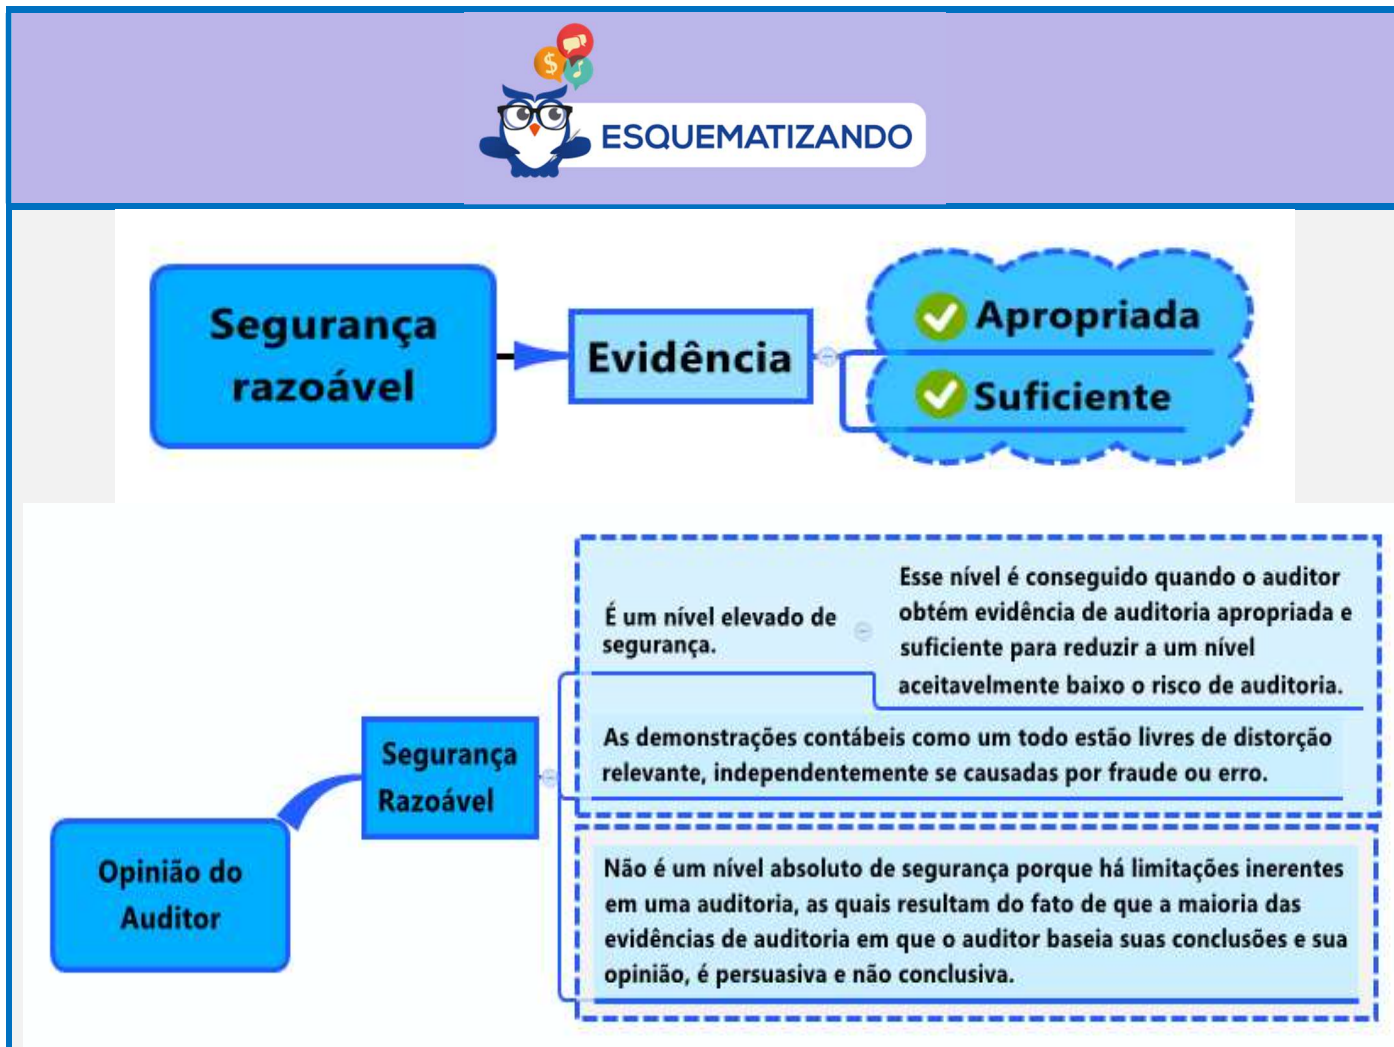 ESQUEMATIZANDO
Segurança
razoável
Evidência
Apropriada
Suficiente
É um nível elevado de
segurança.
Esse nível é conseguido quando o auditor
obtém evidência de auditoria apropriada e
suficiente para reduzir a um nível
aceitavelmente baixo o risco de auditoria.
As demonstrações contábeis como um todo estão livres de distorção
relevante, independentemente se causadas por fraude ou erro.
Segurança
Razoável
Opinião do
Auditor
Não é um nível absoluto de segurança porque há limitações inerentes
em uma auditoria, as quais resultam do fato de que a maioria das
evidências de auditoria em que o auditor baseia suas conclusões e sua
opinião, é persuasiva e não conclusiva.